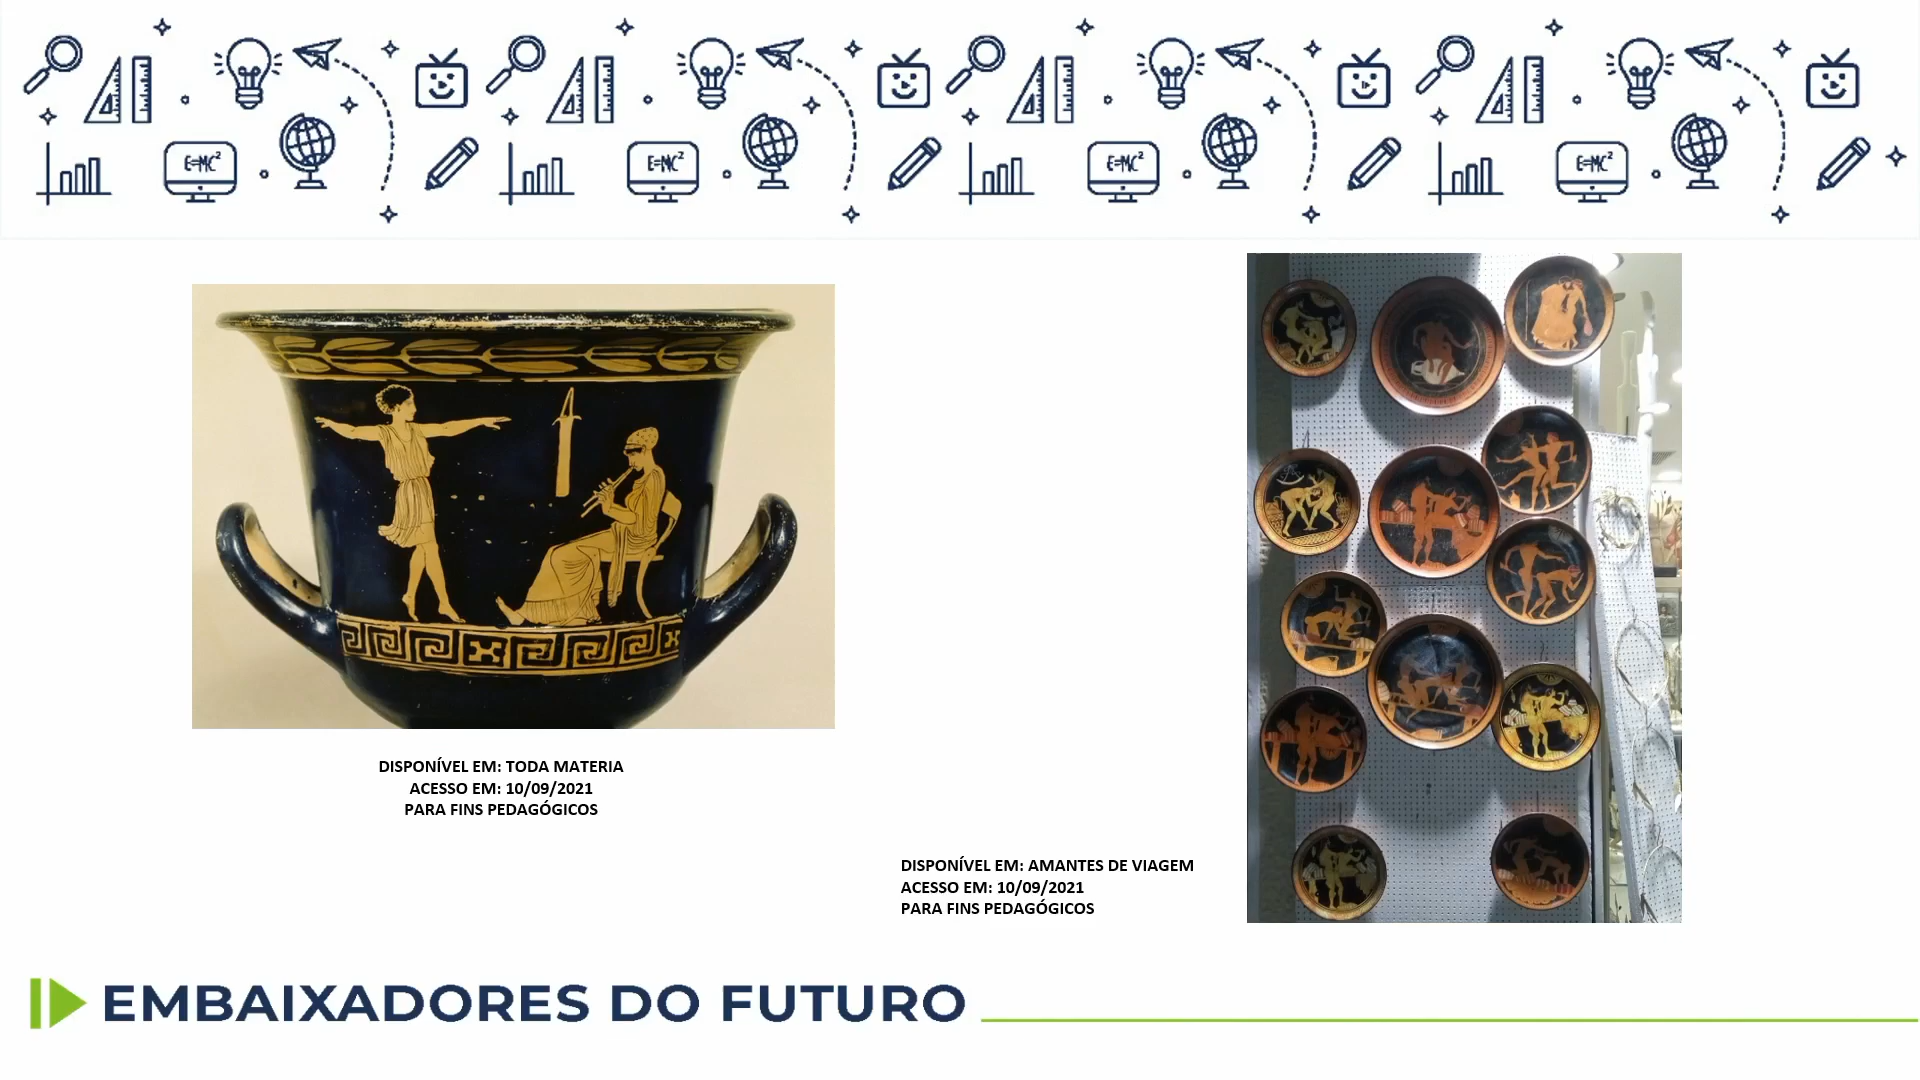 E=MC²
E=MC²
E=MC²
E=MC²
DISPONÍVEL EM: TODA MATERIA
ACESSO EM: 10/09/2021
PARA FINS PEDAGÓGICOS
DISPONÍVEL EM: AMANTES DE VIAGEM
ACESSO EM: 10/09/2021
PARA FINS PEDAGÓGICOS
EMBAIXADORES DO FUTURO